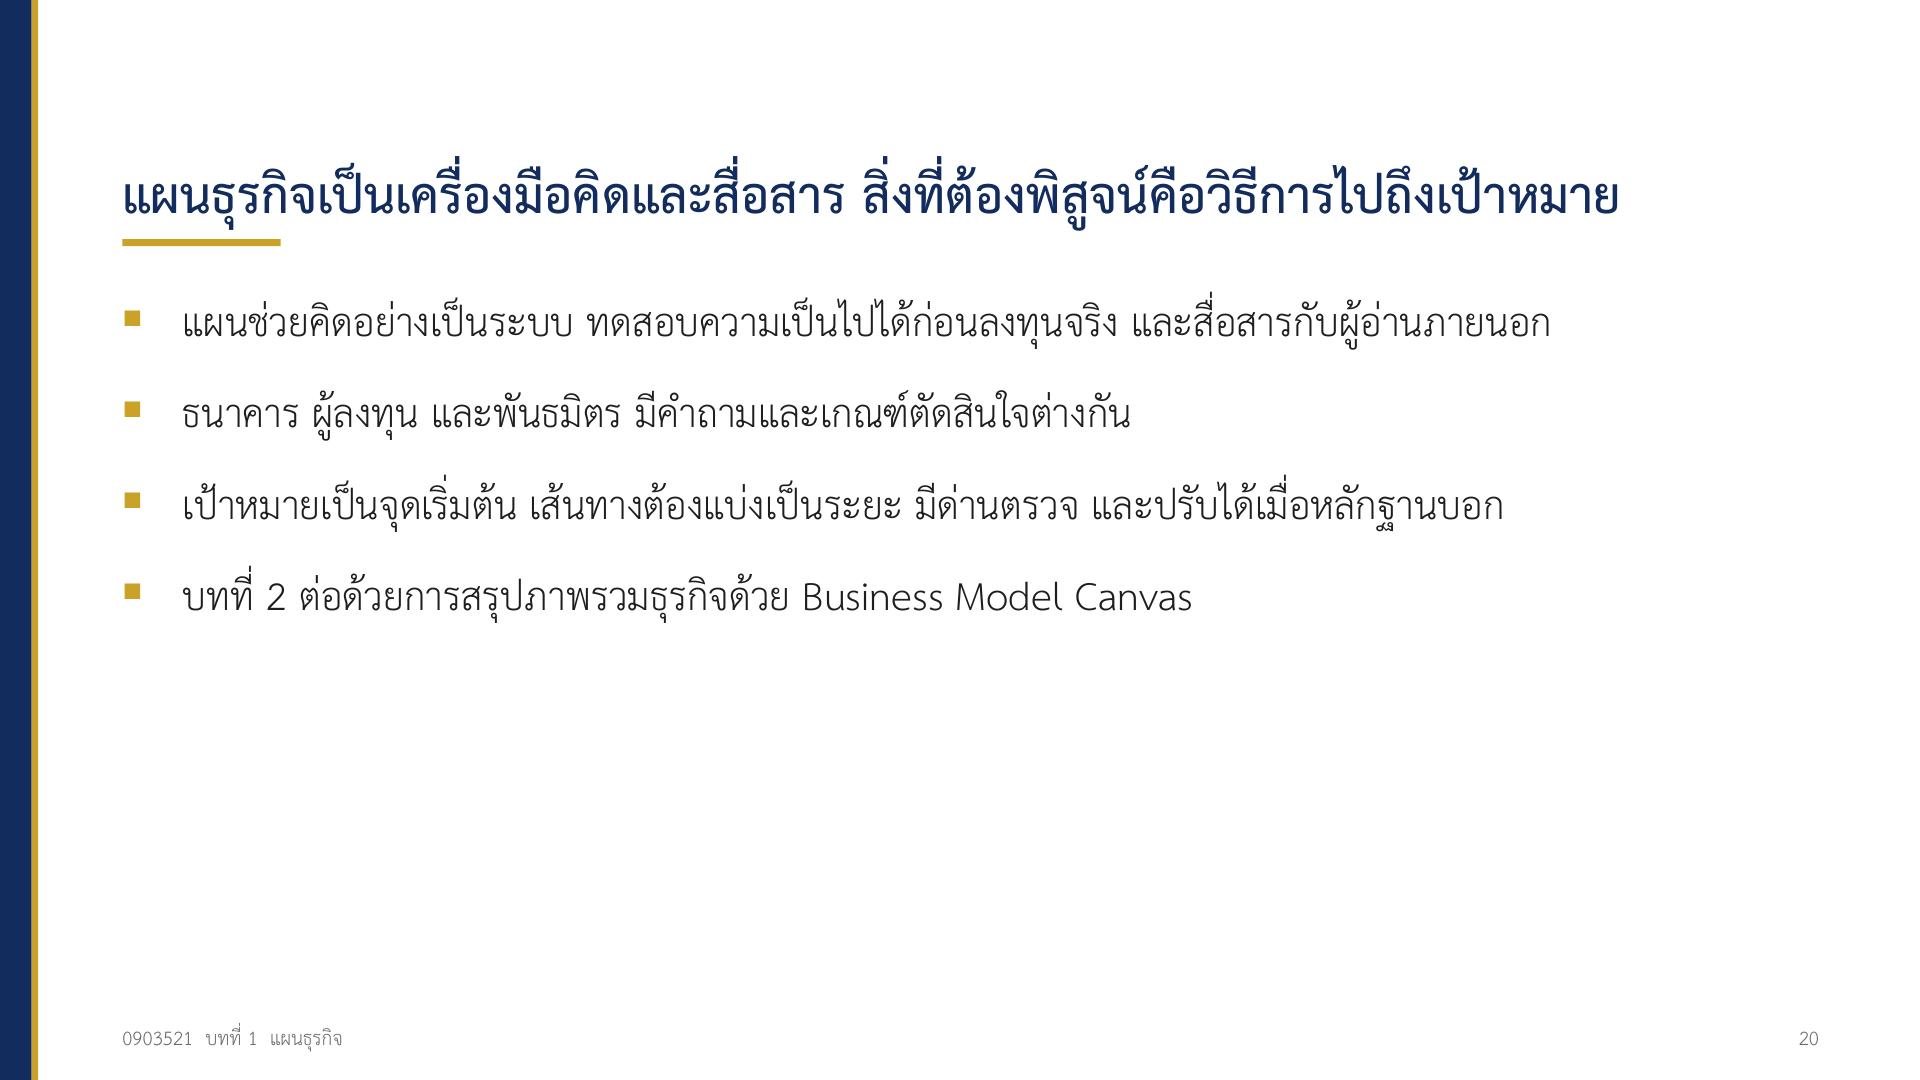 แผนธุรกิจเป็นเครื่องมือคิดและสื่อสาร สิ่งที่ต้องพิสูจน์คือวิธีการไปถึงเป้าหมาย
▪ แผนช่วยคิดอย่างเป็นระบบ ทดสอบความเป็นไปได้ก่อนลงทุนจริง และสื่อสารกับผู้อ่านภายนอก
▪ ธนาคาร ผู้ลงทุน และพันธมิตร มีคำถามและเกณฑ์ตัดสินใจต่างกัน
▪ เป้าหมายเป็นจุดเริ่มต้น เส้นทางต้องแบ่งเป็นระยะ มีด่านตรวจ และปรับได้เมื่อหลักฐานบอก
▪ บทที่ 2 ต่อด้วยการสรุปภาพรวมธุรกิจด้วย Business Model Canvas
0903521 บทที่ 1 แผนธุรกิจ
20